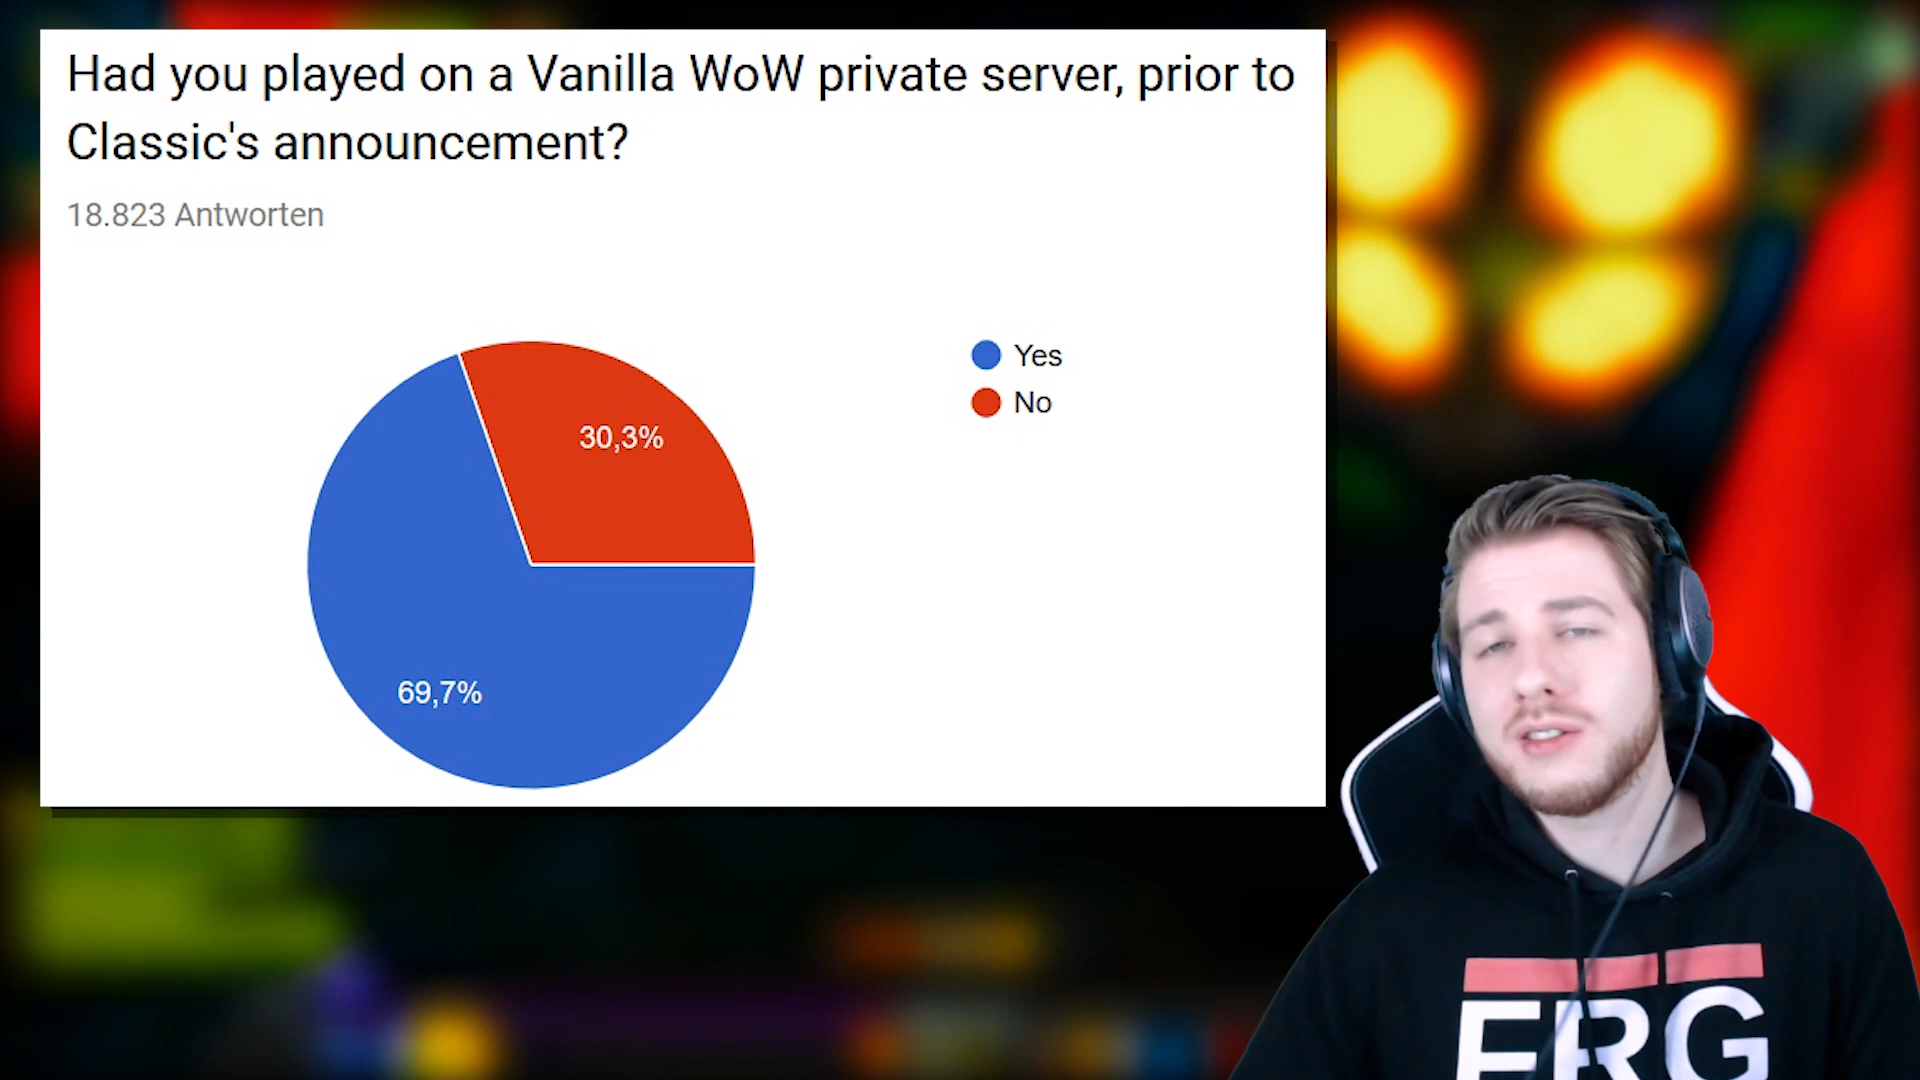 Had you played on a Vanilla WoW private server, prior to
Classic's announcement?
18.823 Antworten
Yes
No
30,3%
69,7%
FRG